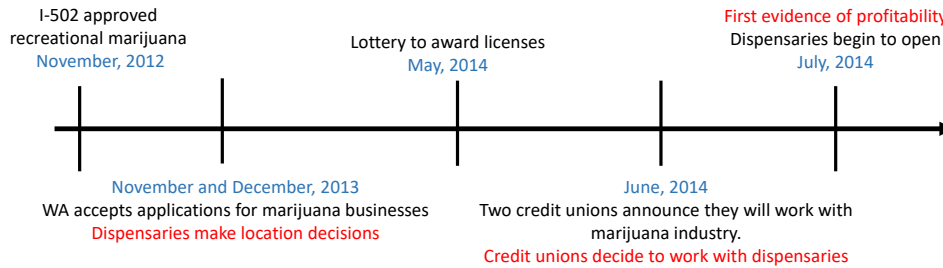 I-502 approved
recreational marijuana
November, 2012
Lottery to award licenses
May, 2014
First evidence of profitability
Dispensaries begin to open
July, 2014
November and December, 2013
WA accepts applications for marijuana businesses
Dispensaries make location decisions
June, 2014
Two credit unions announce they will work with
marijuana industry.
Credit unions decide to work with dispensaries